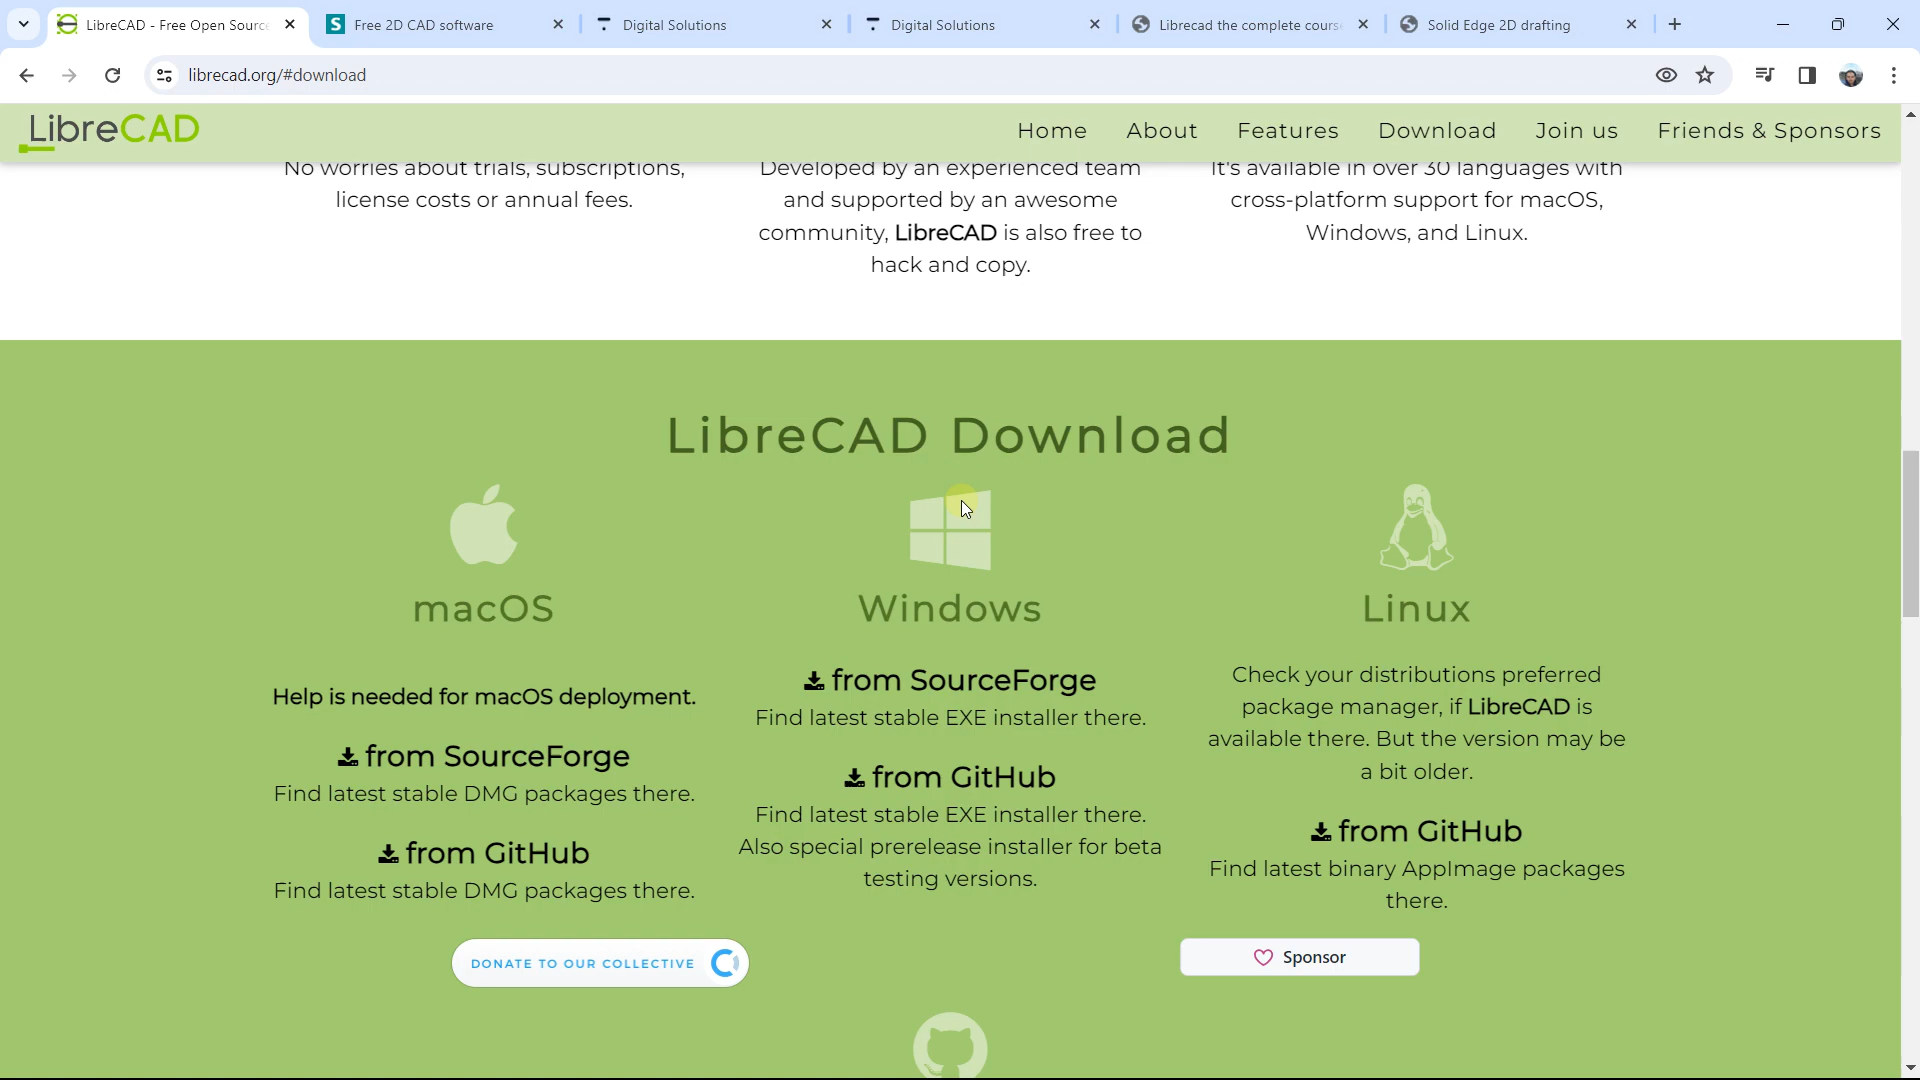 LibreCAD - Free Open Source
Free 2D CAD software
Digital Solutions
Digital Solutions
Librecad the complete cours
Solid Edge 2D drafting
librecad.org/#download
LibreCAD
Home
About
Features
Download
Join us
Friends & Sponsors
No worries about trials, subscriptions,
license costs or annual fees.
Developed by an experienced team
and supported by an awesome
community, LibreCAD is also free to
hack and copy.
It's available in over 30 languages with
cross-platform support for macOS,
Windows, and Linux.
LibreCAD Download
macOS
Help is needed for macOS deployment.
from SourceForge
Find latest stable DMG packages there.
from GitHub
Find latest stable DMG packages there.
Windows
from SourceForge
Find latest stable EXE installer there.
from GitHub
Find latest stable EXE installer there.
Also special prerelease installer for beta
testing versions.
Linux
Check your distributions preferred
package manager, if LibreCAD is
available there. But the version may be
a bit older.
from GitHub
Find latest binary AppImage packages
there.
DONATE TO OUR COLLECTIVE
Sponsor